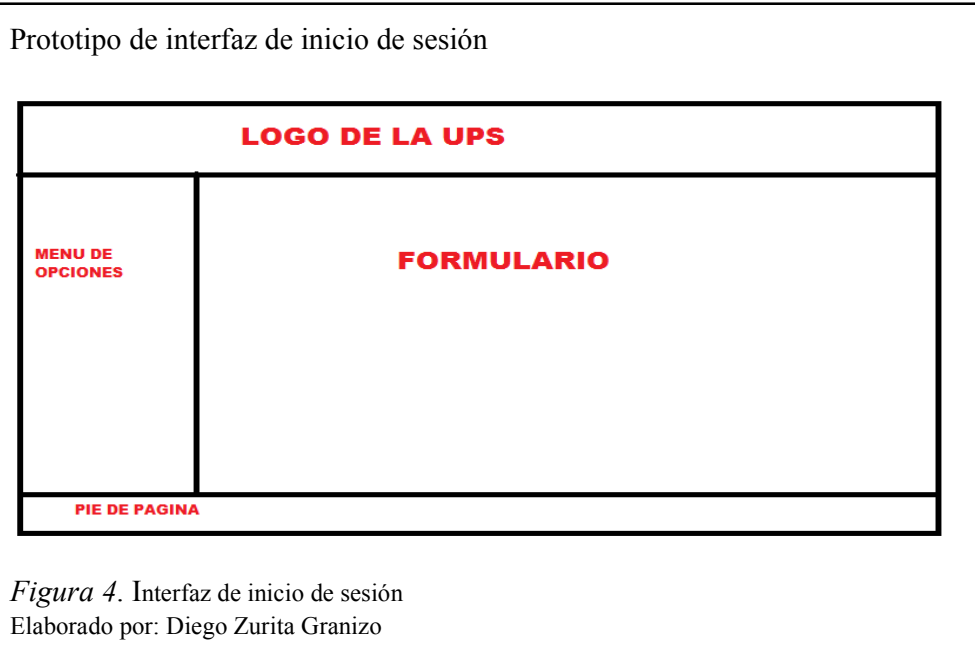 Prototipo de interfaz de inicio de sesión
LOGO DE LA UPS
MENU DE
OPCIONES
FORMULARIO
PIE DE PAGINA
Figura 4. Interfaz de inicio de sesión
Elaborado por: Diego Zurita Granizo